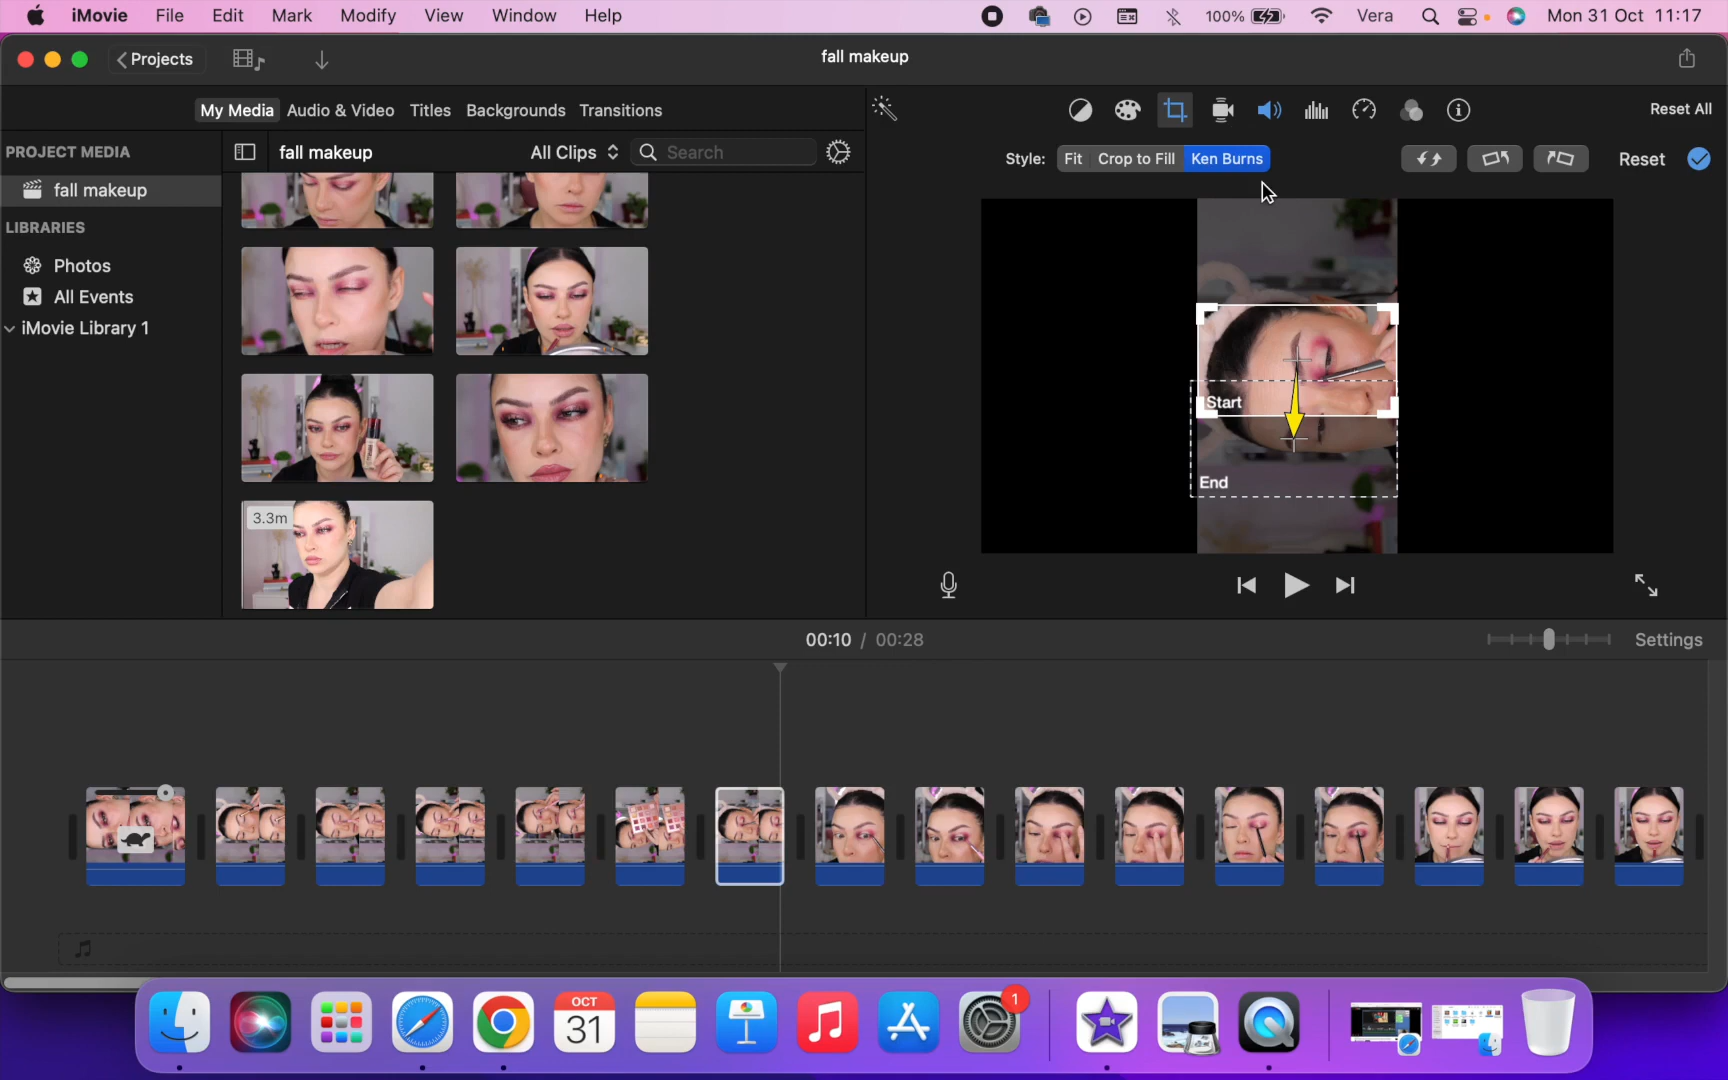 iMovie File Edit Mark Modify View Window Help 100% Vera Mon 31 Oct 11:17
Projects fall makeup
My Media Audio & Video Titles Backgrounds Transitions Reset All
PROJECT MEDIA fall makeup All Clips Search Style: Fit Crop to Fill Ken Burns Reset
fall makeup
LIBRARIES
Photos
All Events
iMovie Library 1
Start
End
3.3m
00:10 / 00:28 Settings
OCT
31
1